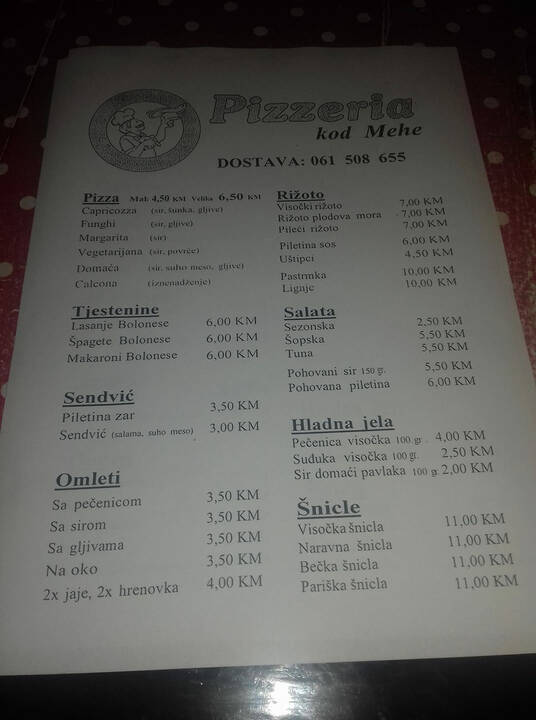 Pizzeria
kod Mehe
DOSTAVA: 061 508 655
Pizza Mal: 4,50 KM Velika 6,50 KM
Capricozza (sir, šunka, gljive)
Funghi (sir, gljive)
Margarita (sir)
Vegetarijana (sir, povrće)
Domaća (sir, suho meso, gljive)
Calcona (iznenadženje)
Tjestenine
Lasanje Bolonese 6,00 KM
Špagete Bolonese 6,00 KM
Makaroni Bolonese 6,00 KM
Sendvić
Piletina zar 3,50 KM
Sendvić (salama, suho meso) 3,00 KM
Omleti
Sa pečenicom 3,50 KM
Sa sirom 3,50 KM
Sa gljivama 3,50 KM
Na oko 3,50 KM
2x jaje, 2x hrenovka 4,00 KM
Rižoto
Visočki rižoto 7,00 KM
Rižoto plodova mora 7,00 KM
Pileći rižoto 7,00 KM
Piletina sos 6,00 KM
Uštipci 4,50 KM
Pastrmka 10,00 KM
Lignje 10,00 KM
Salata
Sezonska 2,50 KM
Šopska 5,50 KM
Tuna 5,50 KM
Pohovani sir 150 gr. 5,50 KM
Pohovana piletina 6,00 KM
Hladna jela
Pečenica visočka 100 gr. 4,00 KM
Suđuka visočka 100 gr. 2,50 KM
Sir domaći pavlaka 100 gr 2,00 KM
Šnicle
Visočka šnicla 11,00 KM
Naravna šnicla 11,00 KM
Bečka šnicla 11,00 KM
Pariška šnicla 11,00 KM